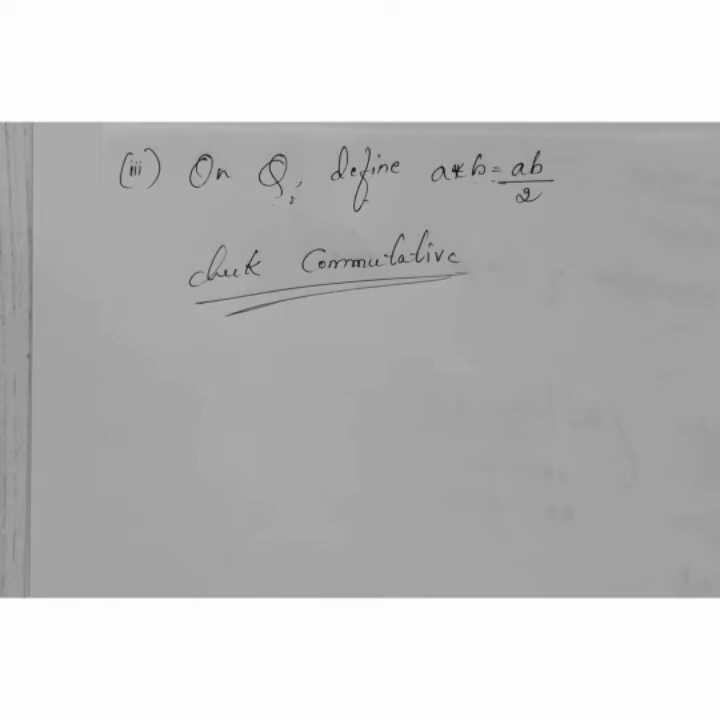 (iii) On Q, define a*b = ab/2
check Commutative